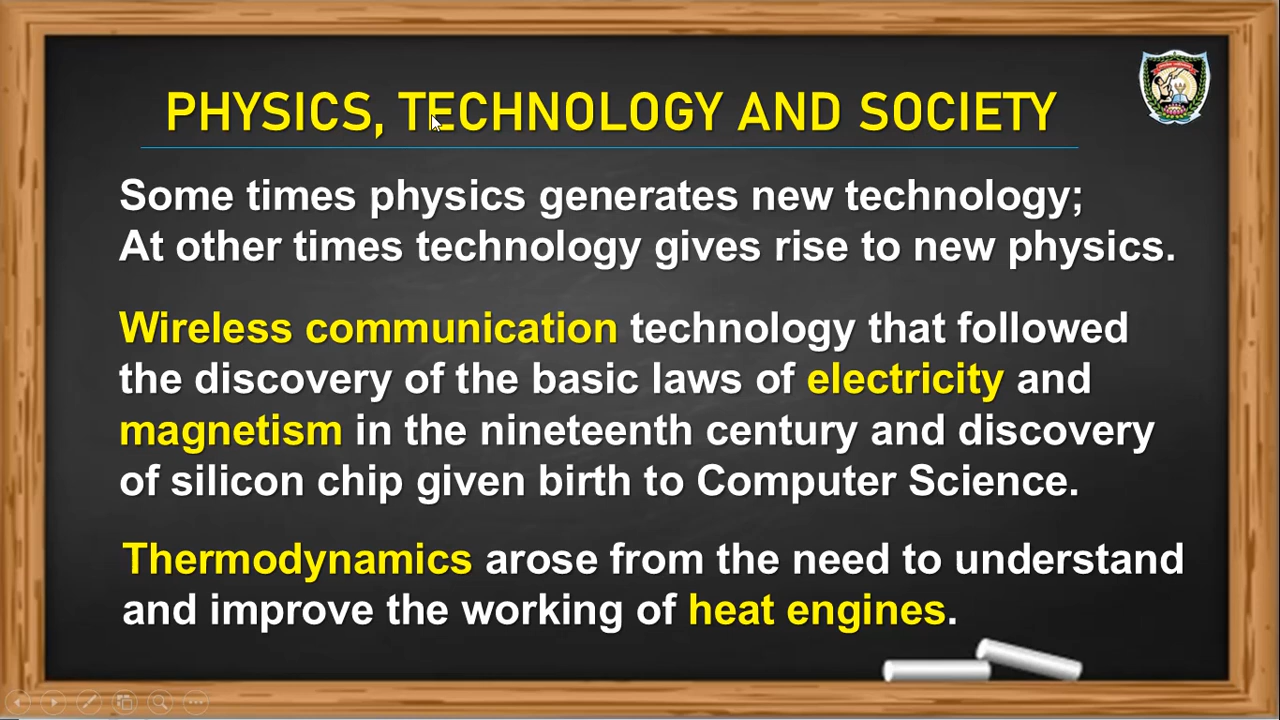 PHYSICS, TECHNOLOGY AND SOCIETY
Some times physics generates new technology;
At other times technology gives rise to new physics.
Wireless communication technology that followed
the discovery of the basic laws of electricity and
magnetism in the nineteenth century and discovery
of silicon chip given birth to Computer Science.
Thermodynamics arose from the need to understand
and improve the working of heat engines.